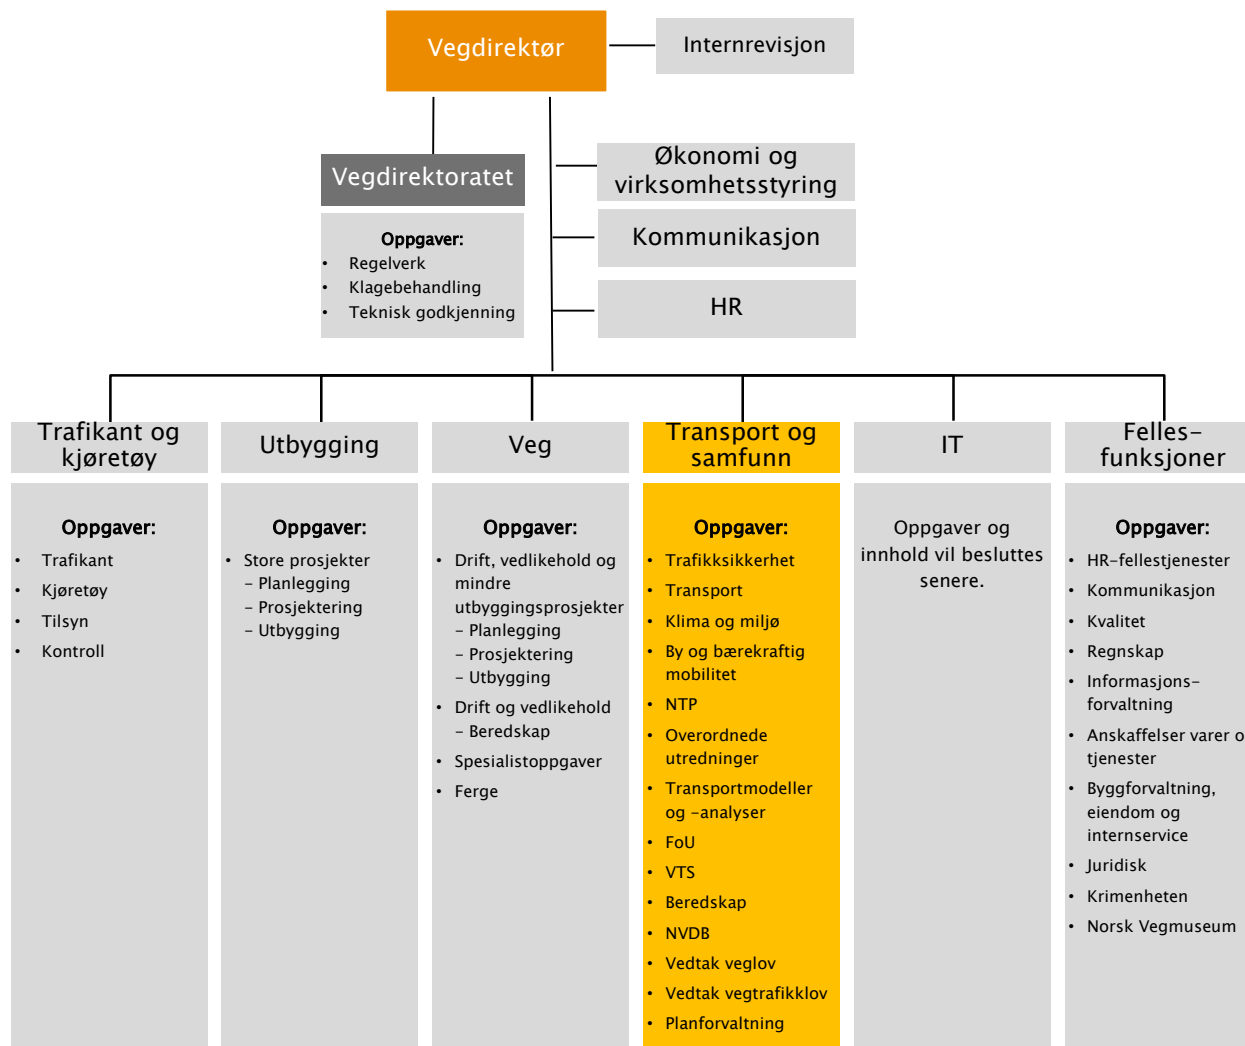 Vegdirektør
Internrevisjon
Vegdirektoratet
Oppgaver:
• Regelverk
• Klagebehandling
• Teknisk godkjenning
Økonomi og
virksomhetsstyring
Kommunikasjon
HR
Trafikant og
kjøretøy
Oppgaver:
• Trafikant
• Kjøretøy
• Tilsyn
• Kontroll
Utbygging
Oppgaver:
• Store prosjekter
– Planlegging
– Prosjektering
– Utbygging
Veg
Oppgaver:
• Drift, vedlikehold og
mindre
utbyggingsprosjekter
– Planlegging
– Prosjektering
– Utbygging
• Drift og vedlikehold
– Beredskap
• Spesialistoppgaver
• Ferge
Transport og
samfunn
Oppgaver:
• Trafikksikkerhet
• Transport
• Klima og miljø
• By og bærekraftig
mobilitet
• NTP
• Overordnede
utredninger
• Transportmodeller
og –analyser
• FoU
• VTS
• Beredskap
• NVDB
• Vedtak veglov
• Vedtak vegtrafikklov
• Planforvaltning
IT
Oppgaver og
innhold vil besluttes
senere.
Felles–
funksjoner
Oppgaver:
• HR–fellestjenester
• Kommunikasjon
• Kvalitet
• Regnskap
• Informasjons–
forvaltning
• Anskaffelser varer o
tjenester
• Byggforvaltning,
eiendom og
internservice
• Juridisk
• Krimenheten
• Norsk Vegmuseum